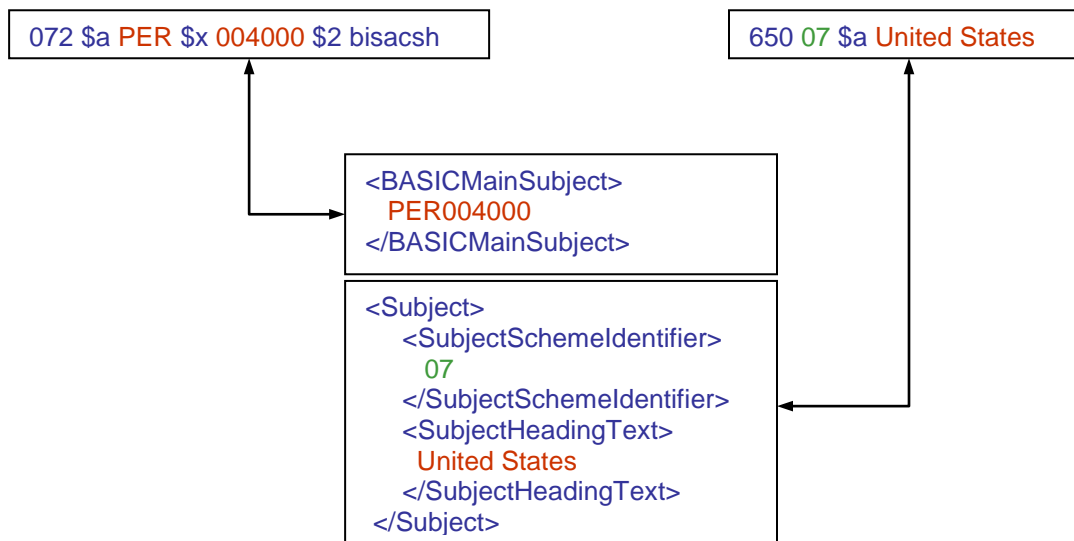 072 $a PER $x 004000 $2 bisacsh
650 07 $a United States
<BASICMainSubject>
PER004000
</BASICMainSubject>
<Subject>
<SubjectSchemeIdentifier>
07
</SubjectSchemeIdentifier>
<SubjectHeadingText>
United States
</SubjectHeadingText>
</Subject>